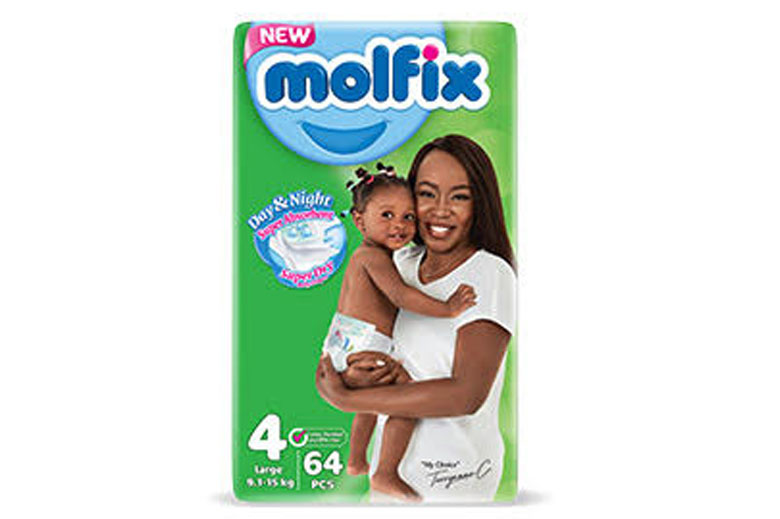 NEW
molfix
Day & Night
Super Absorbent
Super Dry
4
large
9.1-15 kg
64
PCS
"My Choice"